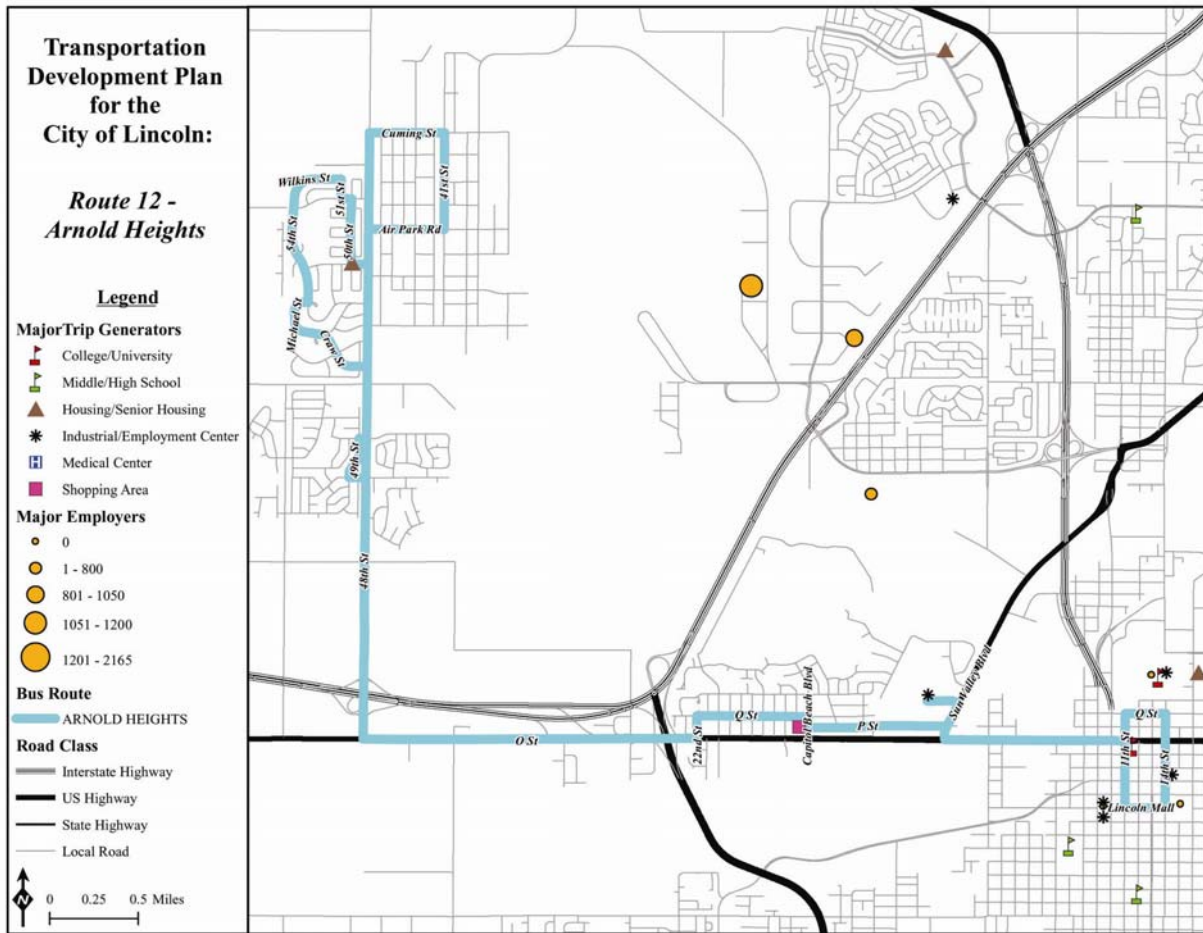 Transportation
Development Plan
for the
City of Lincoln:
Route 12 -
Arnold Heights
Legend
MajorTrip Generators
College/University
Middle/High School
Housing/Senior Housing
Industrial/Employment Center
H Medical Center
Shopping Area
Major Employers
0
1 - 800
801 - 1050
1051 - 1200
1201 - 2165
Bus Route
ARNOLD HEIGHTS
Road Class
Interstate Highway
US Highway
State Highway
Local Road
N
0 0.25 0.5 Miles
Cuming St
Wilkins St
51st St
41st St
54th St
50th St
Air Park Rd
Michael St
Craw St
49th St
48th St
O St
22nd St
Q St
Capitol Beach Blvd
P St
SunWalley Blvd
Q St
11th St
14th St
Lincoln Mall